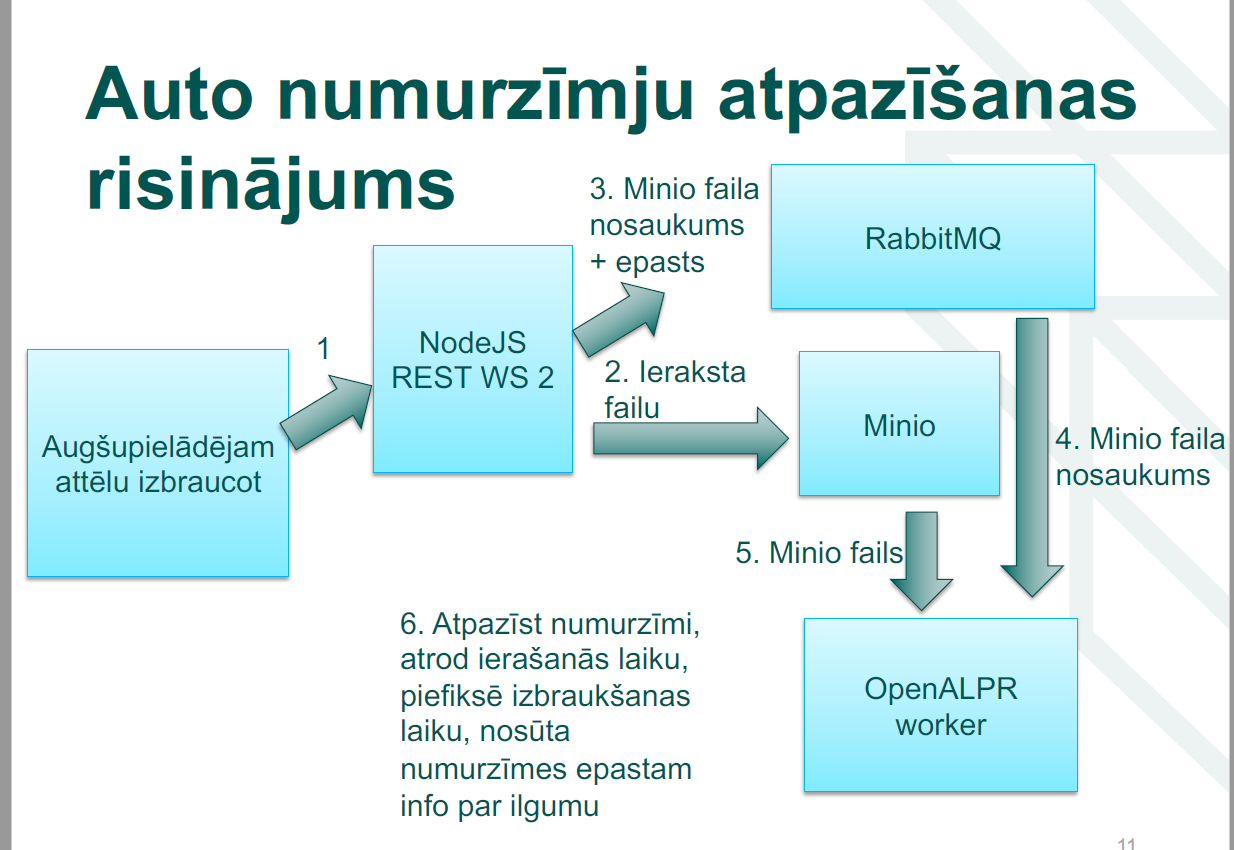 Auto numurzīmju atpazīšanas
risinājums
3. Minio faila
nosaukums
+ epasts
RabbitMQ
NodeJS
REST WS 2
1
2. Ieraksta
failu
Augšupielādējam
attēlu izbraucot
Minio
4. Minio faila
nosaukums
5. Minio fails
6. Atpazīst numurzīmi,
atrod ierašanās laiku,
piefiksē izbraukšanas
laiku, nosūta
numurzīmes epastam
info par ilgumu
OpenALPR
worker
11